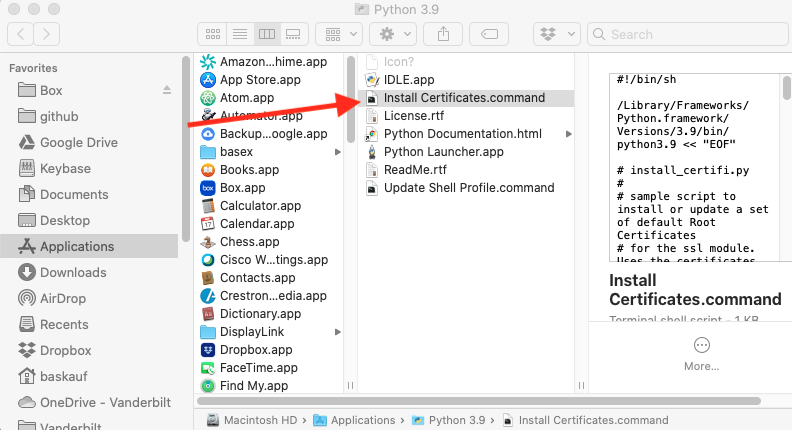 Python 3.9
Search
Favorites
Box
github
Google Drive
Keybase
Documents
Desktop
Applications
Downloads
AirDrop
Recents
Dropbox
baskauf
OneDrive - Vanderbilt
Vanderbilt
Amazon...hime.app
App Store.app
Atom.app
Automator.app
Backup...oogle.app
basex
Books.app
Box.app
Calculator.app
Calendar.app
Chess.app
Cisco W...tings.app
Contacts.app
Crestron...edia.app
Dictionary.app
DisplayLink
Dropbox.app
FaceTime.app
Find My.app
Icon?
IDLE.app
Install Certificates.command
License.rtf
Python Documentation.html
Python Launcher.app
ReadMe.rtf
Update Shell Profile.command
#!/bin/sh
/Library/Frameworks/
Python.framework/
Versions/3.9/bin/
python3.9 << "EOF"
# install_certifi.py
#
# sample script to
install or update a set
of default Root
Certificates
# for the ssl module.
Uses the certificates
Install
Certificates.command
Terminal shell script - 1 KB
More...
Macintosh HD › Applications › Python 3.9 › Install Certificates.command